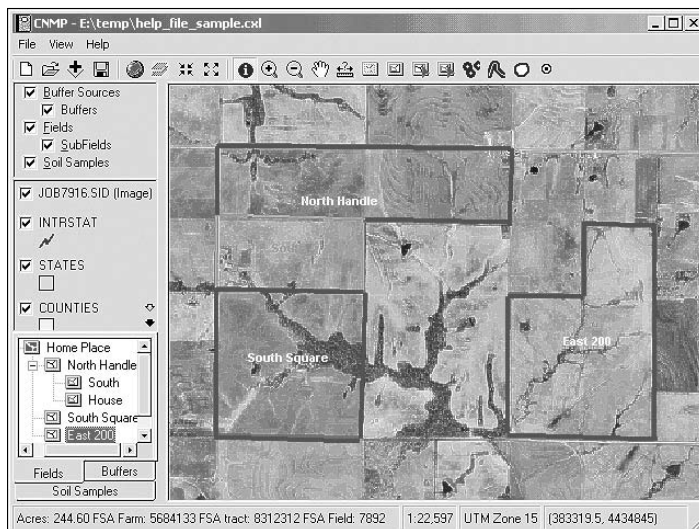 CNMP - E:\temp\help_file_sample.cxl
File View Help
Buffer Sources
Buffers
Fields
SubFields
Soil Samples
JOB7916.SID (Image)
INTRSTAT
STATES
COUNTIES
Home Place
North Handle
South
House
South Square
East 200
Fields Buffers
Soil Samples
North Handle
South Square
East 200
Acres: 244.60 FSA Farm: 5684133 FSA tract: 8312312 FSA Field: 7892 1:22,597 UTM Zone 15 (383319.5, 4434845)